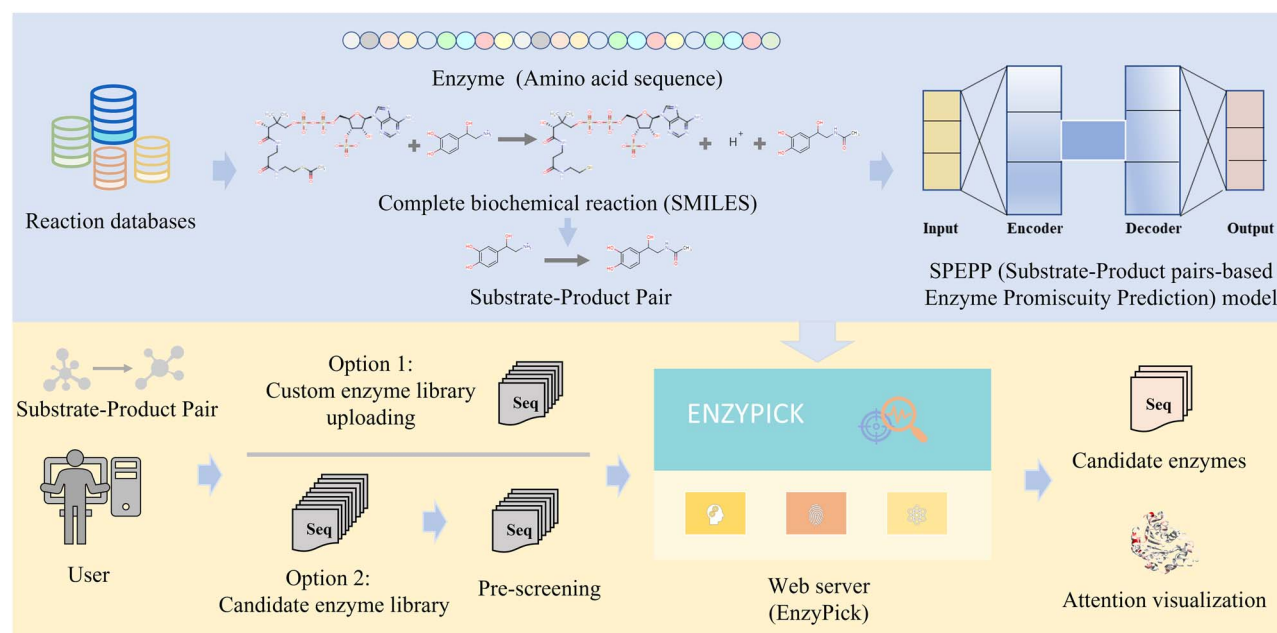 Enzyme (Amino acid sequence)
Reaction databases
H+
Complete biochemical reaction (SMILES)
Substrate-Product Pair
Input
Encoder
Decoder
Output
SPEPP (Substrate-Product pairs-based
Enzyme Promiscuity Prediction) model
Substrate-Product Pair
User
Option 1:
Custom enzyme library
uploading
Seq
Seq
Option 2:
Candidate enzyme library
Seq
Pre-screening
ENZYPICK
Web server
(EnzyPick)
Seq
Candidate enzymes
Attention visualization